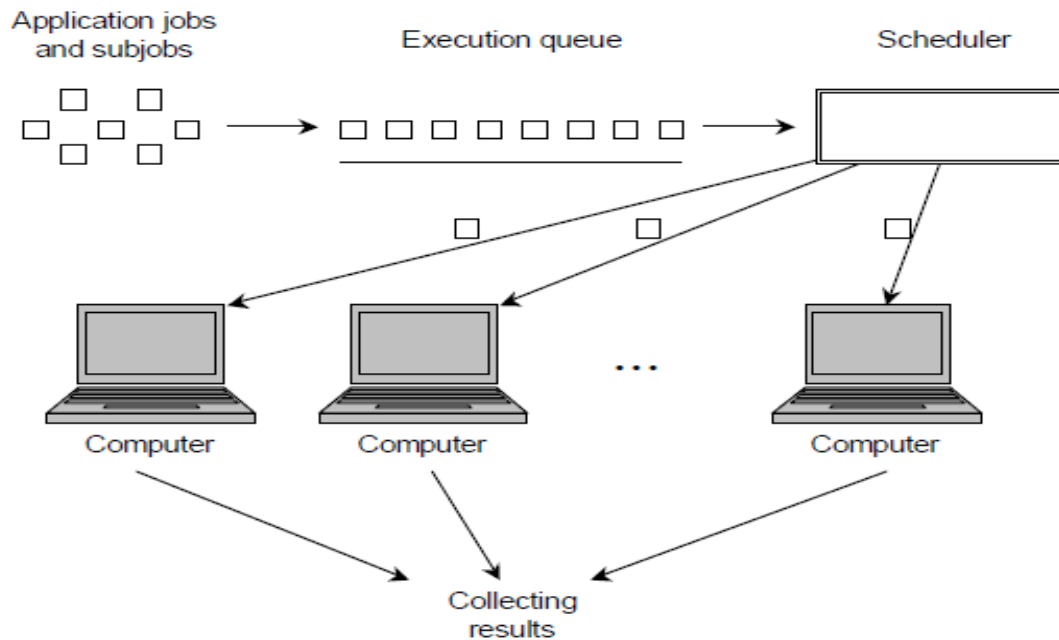 Application jobs
and subjobs
Execution queue
Scheduler
...
Computer
Computer
Computer
Collecting
results